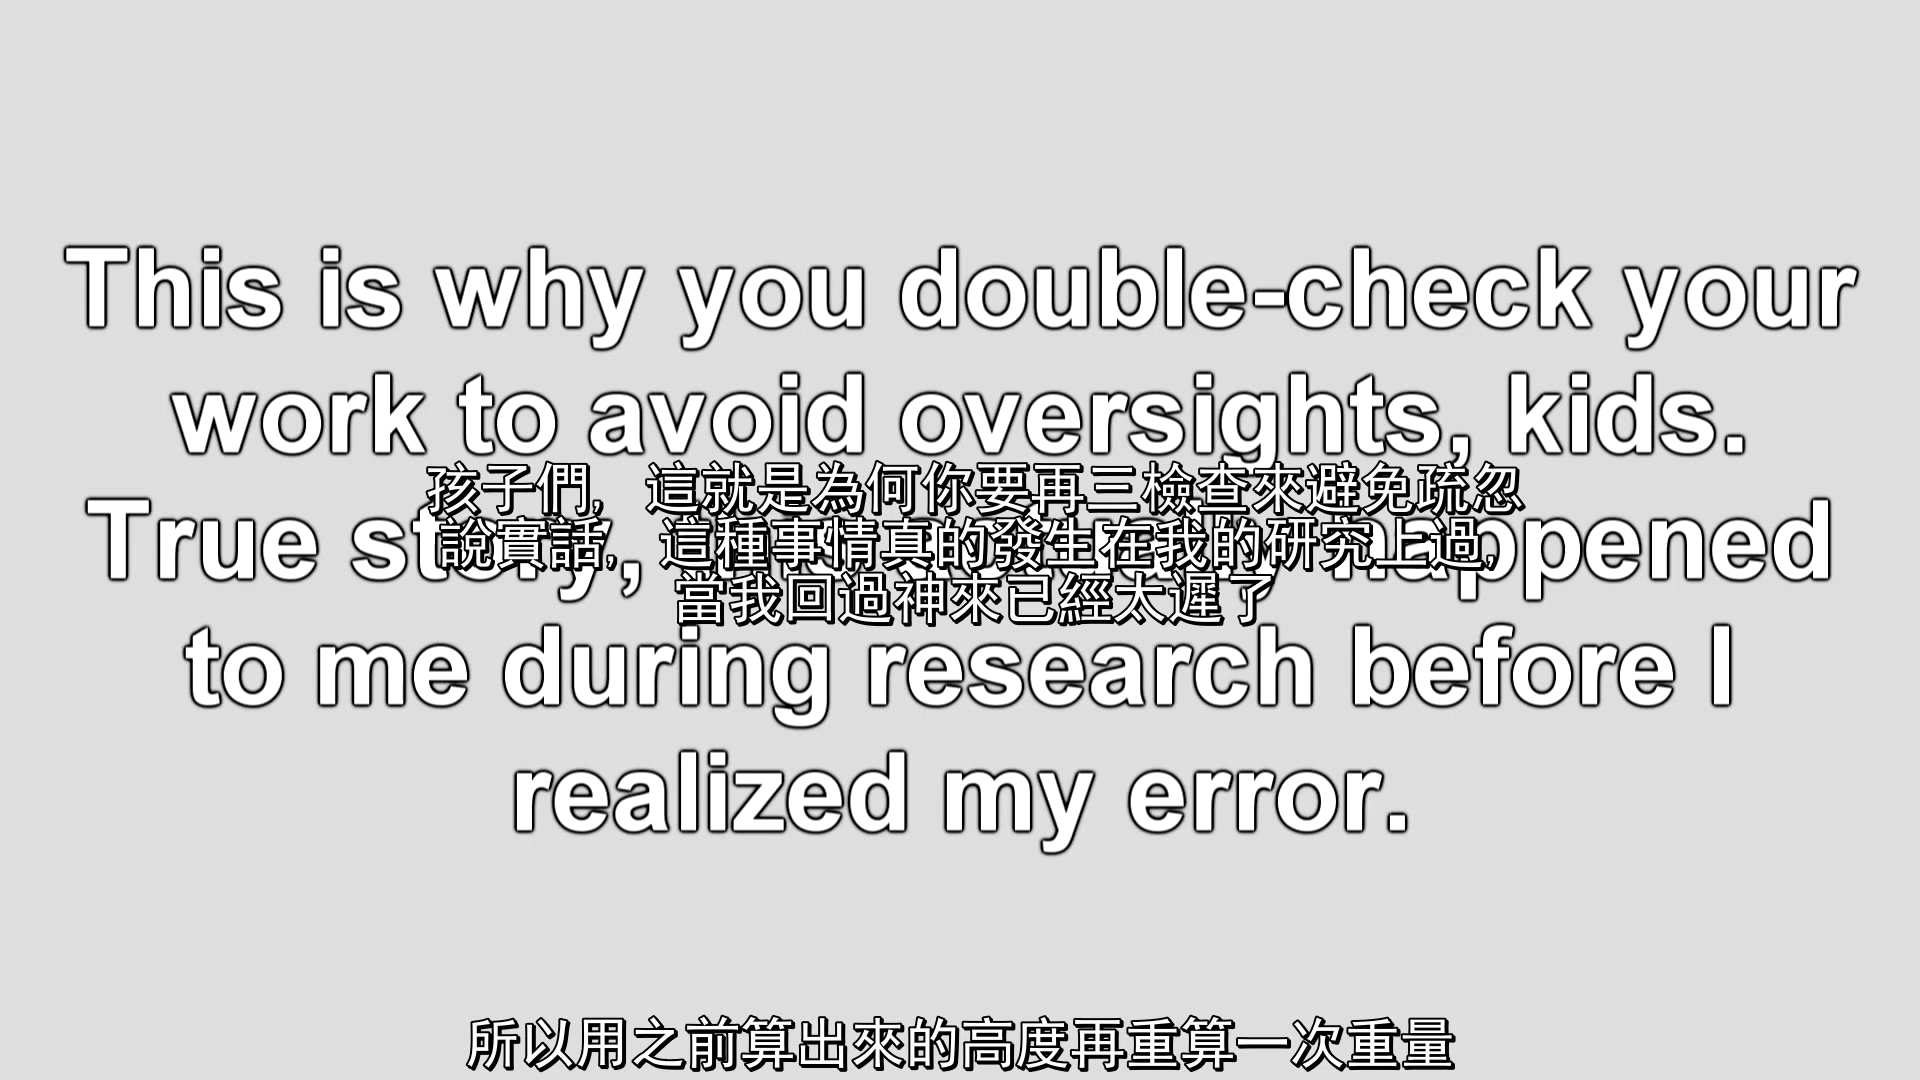 This is why you double-check your
work to avoid oversights, kids.
孩子們, 這就是為何你要再三檢查來避免疏忽
True story, happened
說實話, 這種事情真的發生在我的研究上過,
當我回過神來已經太遲了
to me during research before I
realized my error.
所以用之前算出來的高度再重算一次重量